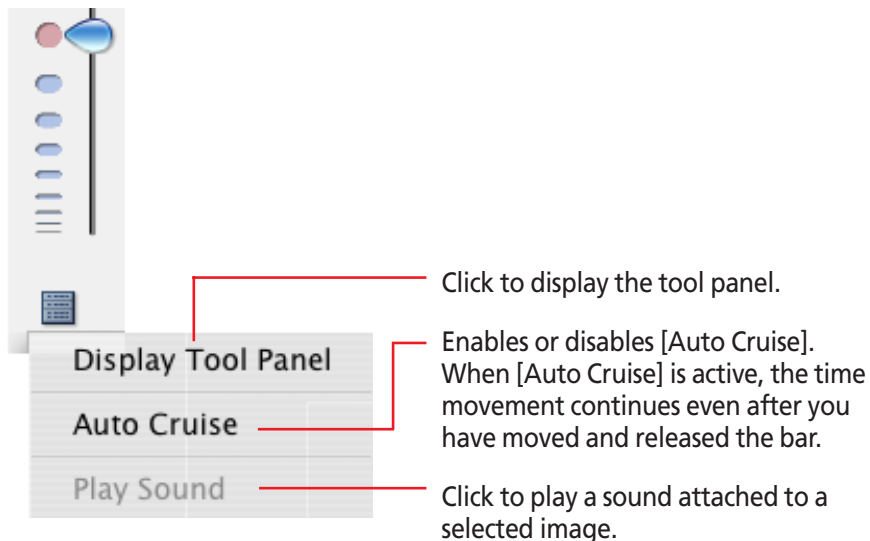 Click to display the tool panel.
Display Tool Panel
Enables or disables [Auto Cruise].
When [Auto Cruise] is active, the time
movement continues even after you
have moved and released the bar.
Auto Cruise
Play Sound
Click to play a sound attached to a
selected image.